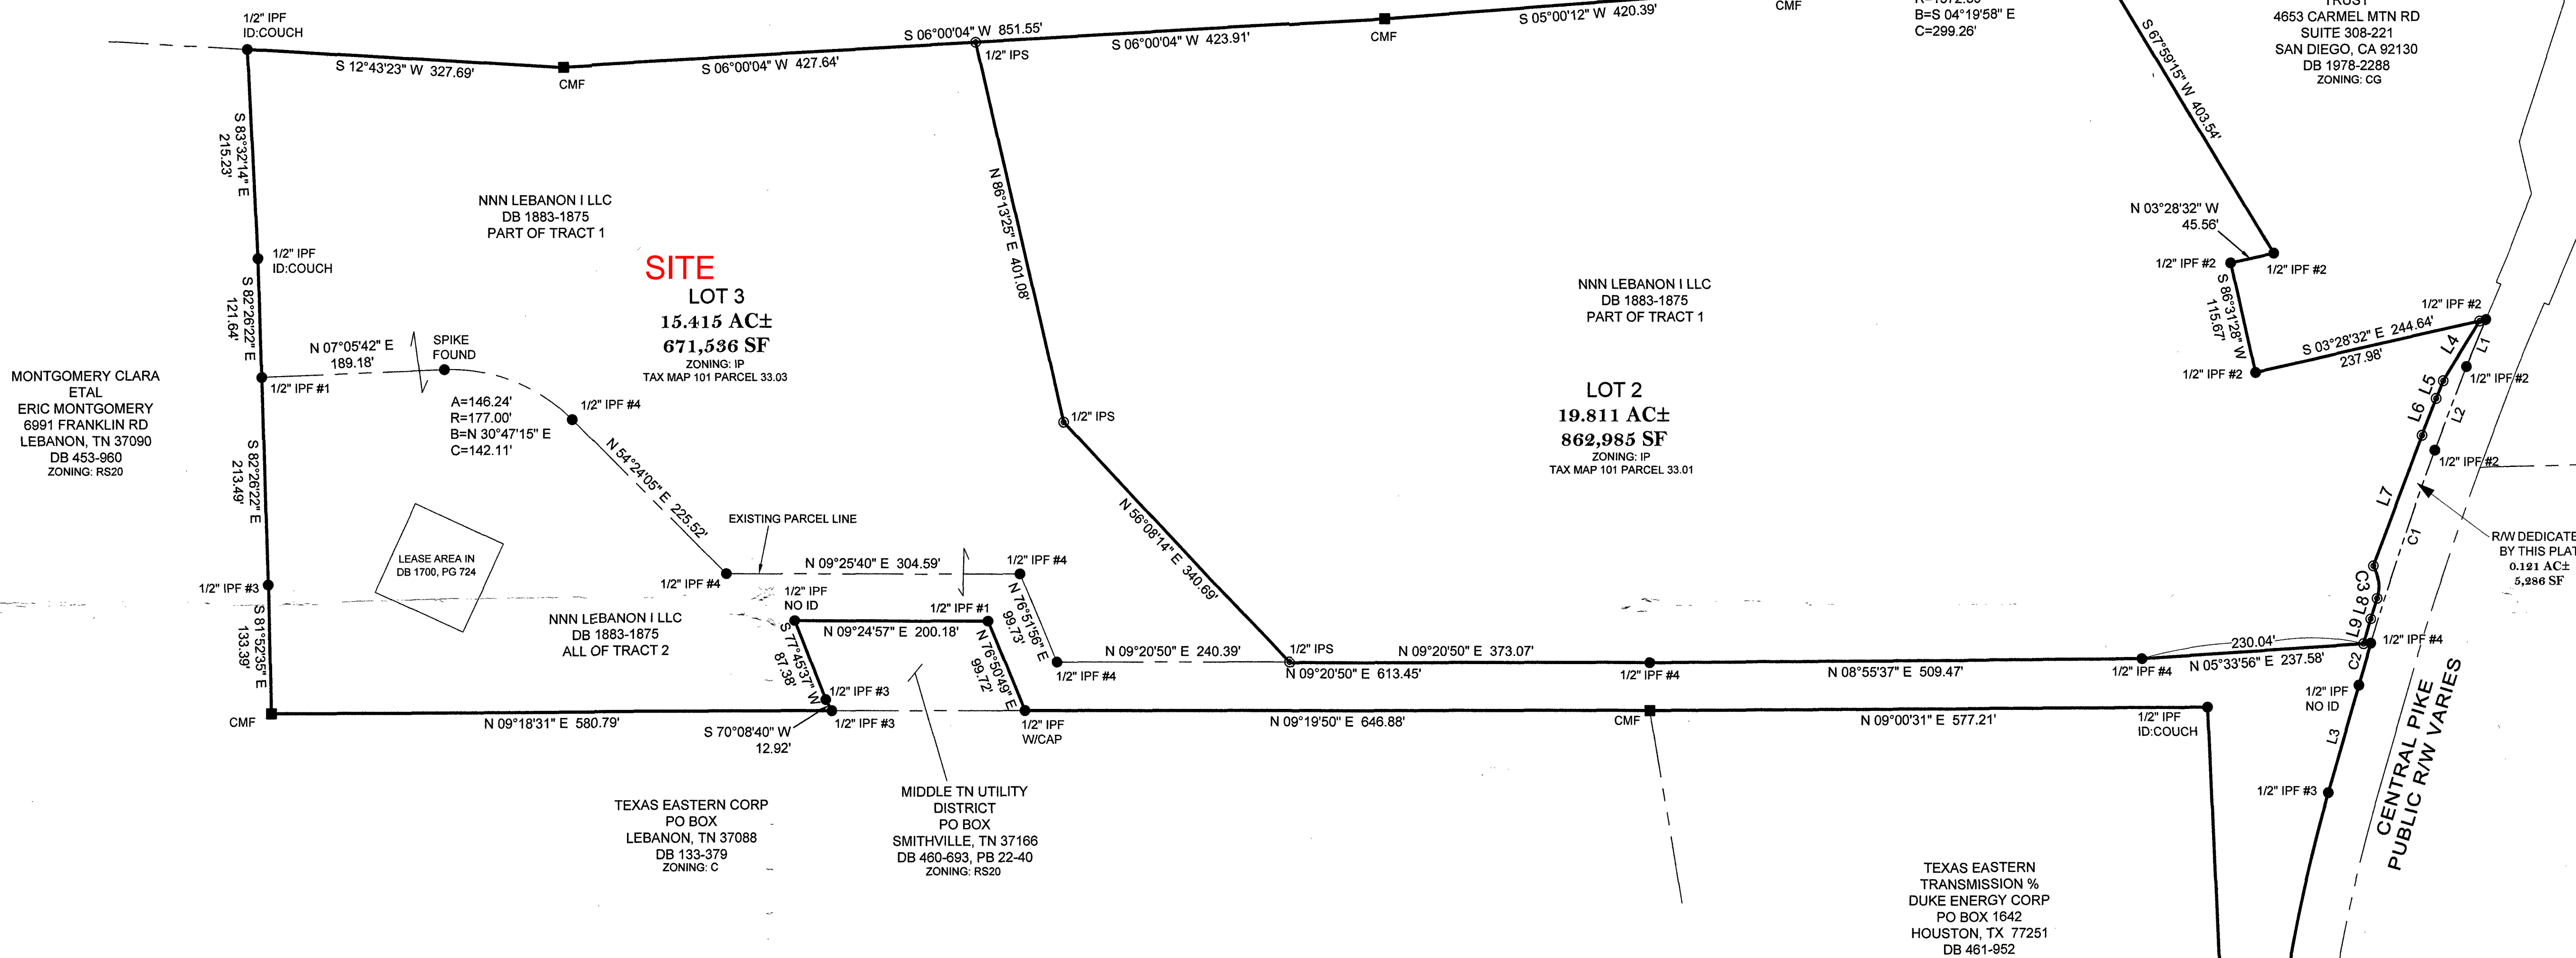 1/2" IPF
ID:COUCH
S 12°43'23" W 327.69'
CMF
S 06°00'04" W 851.55'
S 06°00'04" W 427.64'
1/2" IPS
S 06°00'04" W 423.91'
CMF
S 05°00'12" W 420.39'
CMF
B=S 04°19'58" E
C=299.26'
TRUST
4653 CARMEL MTN RD
SUITE 308-221
SAN DIEGO, CA 92130
DB 1978-2288
ZONING: CG
S 67°59'15" W 403.54'
S 83°32'14" E
215.23'
NNN LEBANON I LLC
DB 1883-1875
PART OF TRACT 1
N 86°13'25" E 401.08'
N 03°28'32" W
45.56'
1/2" IPF #2
1/2" IPF #2
S 86°31'28" W
115.67'
1/2" IPF
ID:COUCH
SITE
LOT 3
15.415 AC±
671,536 SF
ZONING: IP
TAX MAP 101 PARCEL 33.03
NNN LEBANON I LLC
DB 1883-1875
PART OF TRACT 1
1/2" IPF #2
S 03°28'32" E 244.64'
237.98'
1/2" IPF #2
L4
L1
1/2" IPF #2
L5
L6
L2
1/2" IPF #2
S 82°26'22" E
121.64'
N 07°05'42" E
189.18'
SPIKE
FOUND
1/2" IPF #1
A=146.24'
R=177.00'
B=N 30°47'15" E
C=142.11'
1/2" IPF #4
MONTGOMERY CLARA
ETAL
ERIC MONTGOMERY
6991 FRANKLIN RD
LEBANON, TN 37090
DB 453-960
ZONING: RS20
1/2" IPS
LOT 2
19.811 AC±
862,985 SF
ZONING: IP
TAX MAP 101 PARCEL 33.01
S 82°26'22" E
213.49'
N 54°24'05" E 225.52'
N 56°08'14" E 340.69'
L7
C1
R/W DEDICATE
BY THIS PLAT
0.121 AC±
5,286 SF
EXISTING PARCEL LINE
LEASE AREA IN
DB 1700, PG 724
1/2" IPF #3
1/2" IPF #4
N 09°25'40" E 304.59'
1/2" IPF #4
1/2" IPF
NO ID
1/2" IPF #1
N 76°51'56" E
99.73'
C3
L8
L9
S 81°52'35" E
133.39'
NNN LEBANON I LLC
DB 1883-1875
ALL OF TRACT 2
S 77°45'37" W
87.38'
N 09°24'57" E 200.18'
N 76°50'49" E
99.72'
N 09°20'50" E 240.39'
1/2" IPF #4
1/2" IPS
N 09°20'50" E 373.07'
N 09°20'50" E 613.45'
1/2" IPF #4
N 08°55'37" E 509.47'
1/2" IPF #4
230.04'
N 05°33'56" E 237.58'
1/2" IPF #4
C2
1/2" IPF
NO ID
CMF
N 09°18'31" E 580.79'
1/2" IPF #3
S 70°08'40" W
12.92'
1/2" IPF #3
1/2" IPF
W/CAP
N 09°19'50" E 646.88'
CMF
N 09°00'31" E 577.21'
1/2" IPF
ID:COUCH
L3
1/2" IPF #3
CENTRAL PIKE
PUBLIC R/W VARIES
TEXAS EASTERN CORP
PO BOX
LEBANON, TN 37088
DB 133-379
ZONING: C
MIDDLE TN UTILITY
DISTRICT
PO BOX
SMITHVILLE, TN 37166
DB 460-693, PB 22-40
ZONING: RS20
TEXAS EASTERN
TRANSMISSION %
DUKE ENERGY CORP
PO BOX 1642
HOUSTON, TX 77251
DB 461-952